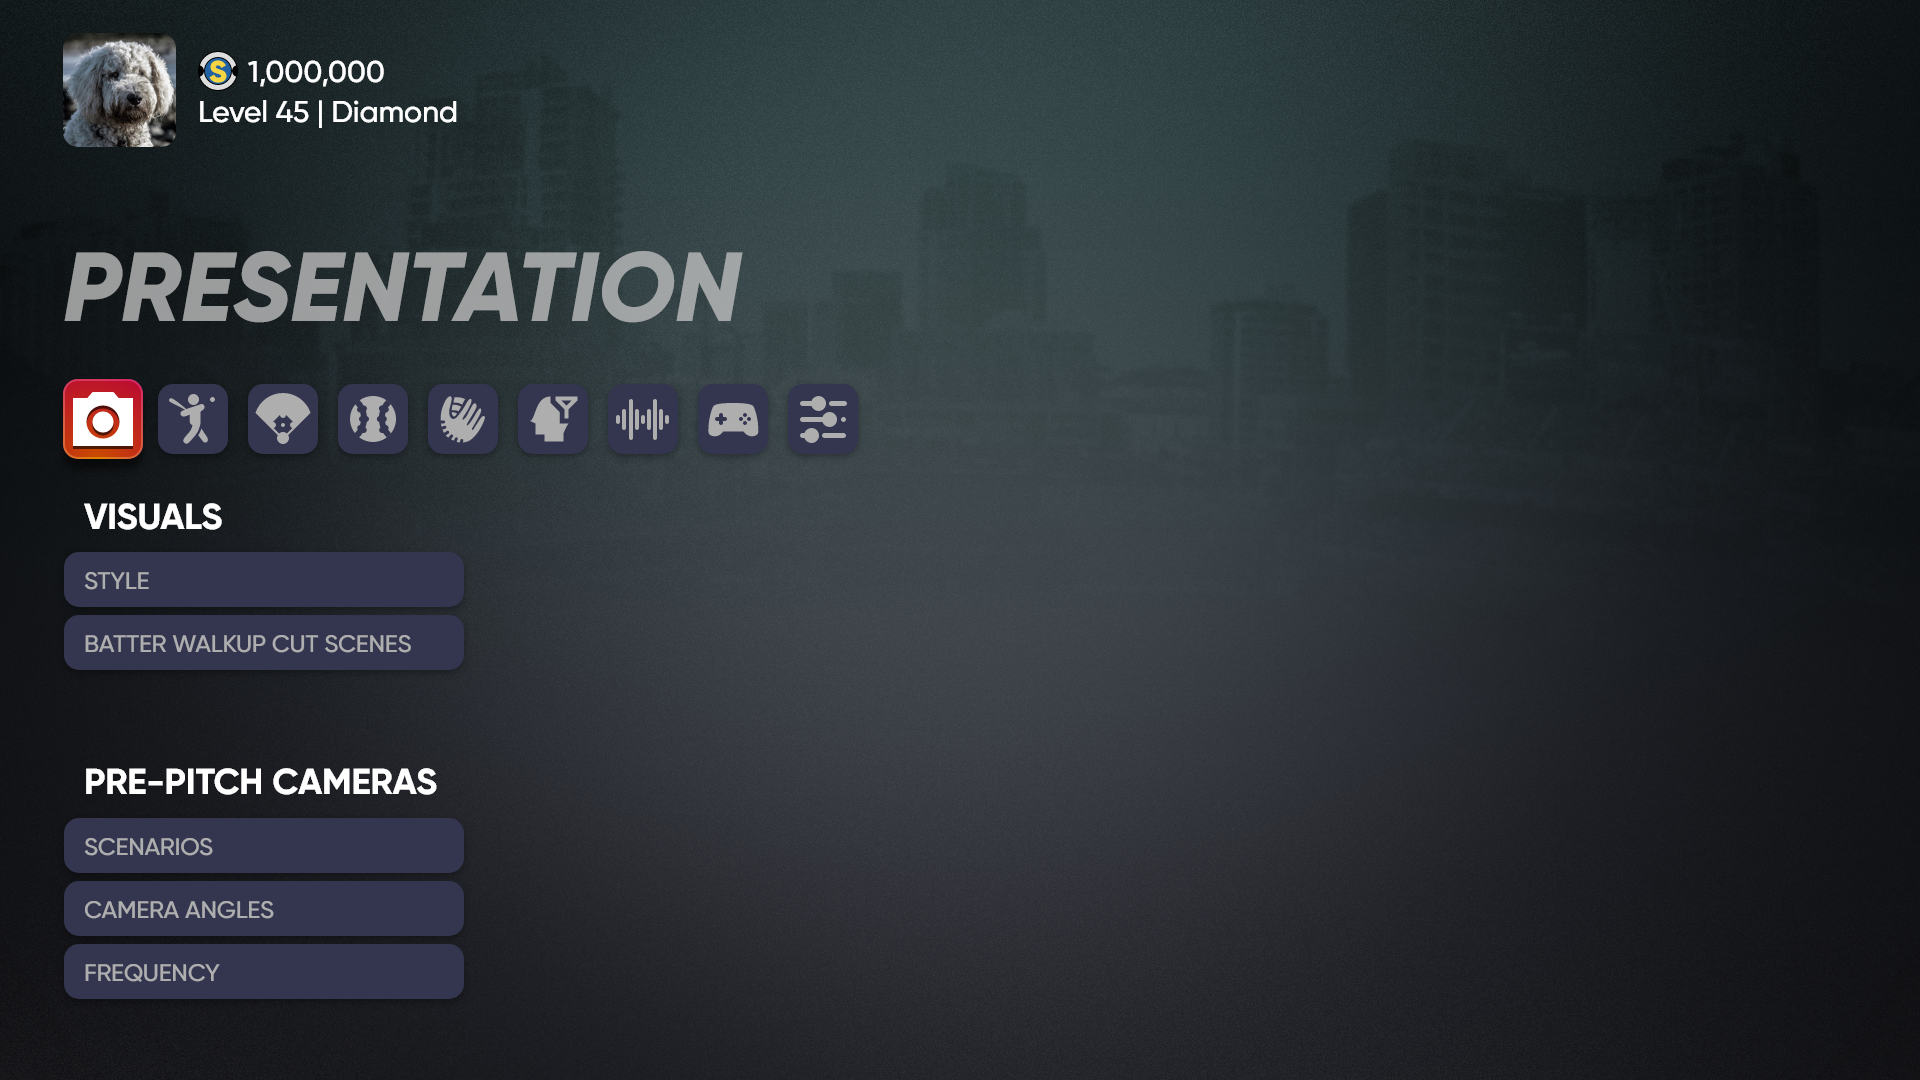 S 1,000,000
Level 45 | Diamond
PRESENTATION
VISUALS
STYLE
BATTER WALKUP CUT SCENES
PRE-PITCH CAMERAS
SCENARIOS
CAMERA ANGLES
FREQUENCY